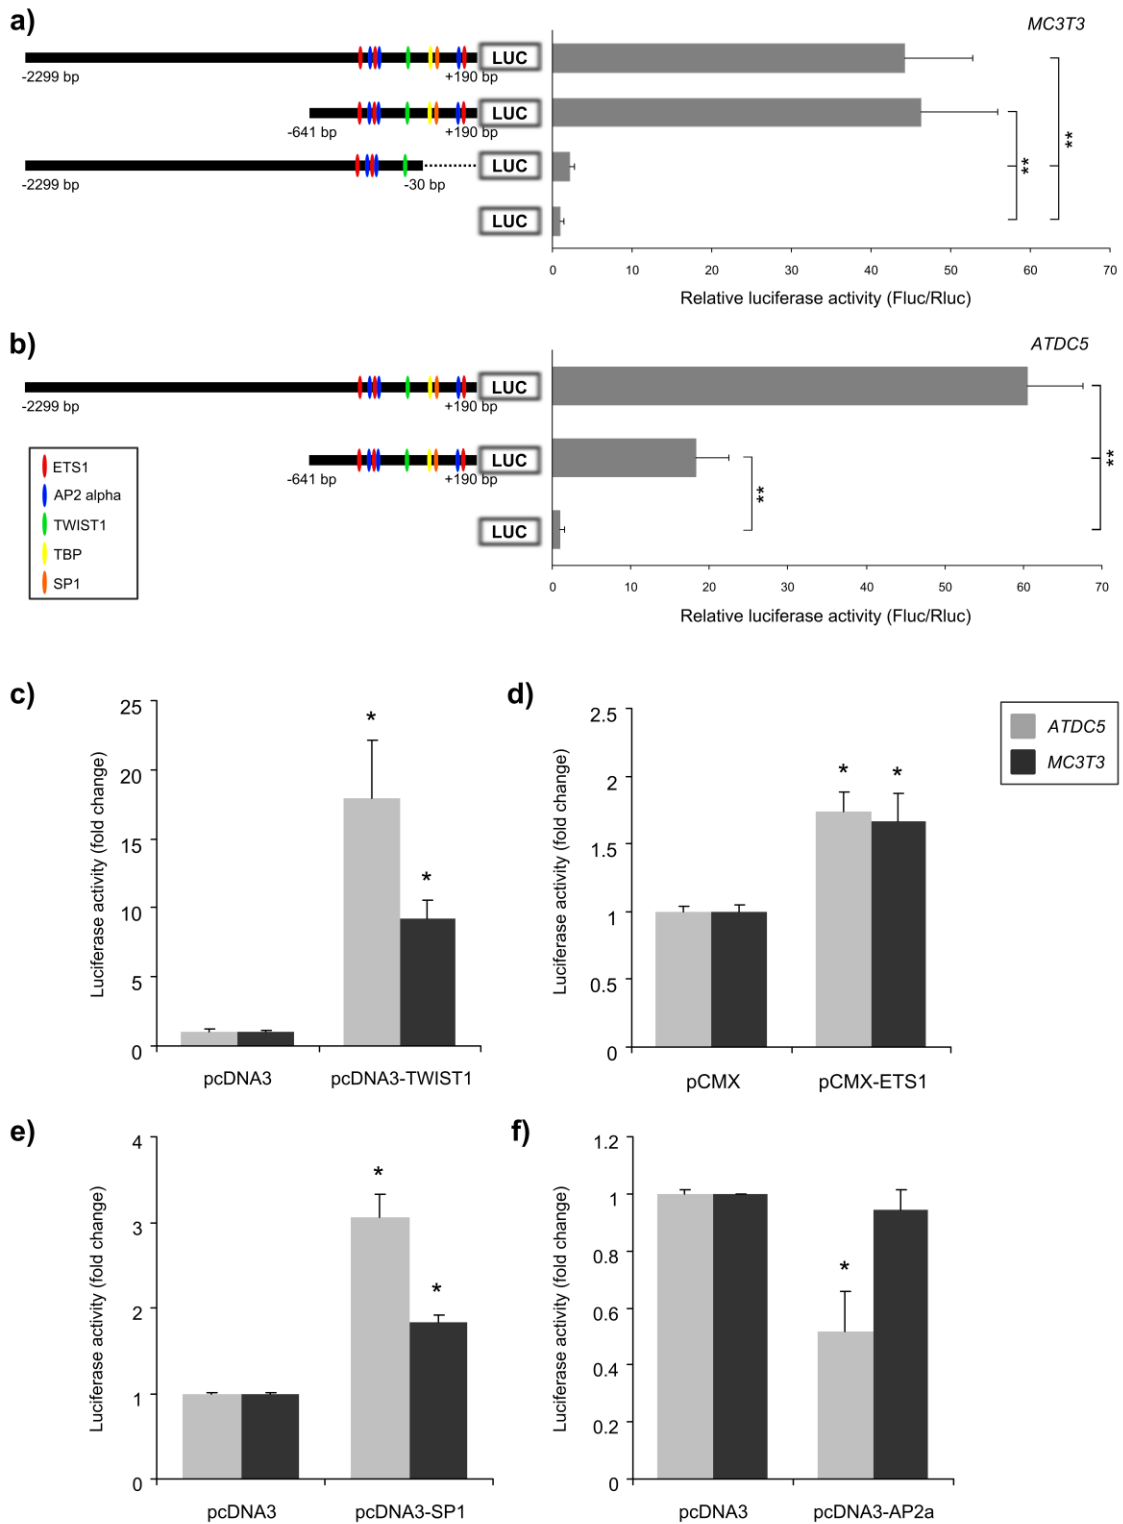 a)
MC3T3
LUC
-2299 bp
+190 bp
LUC
-641 bp
+190 bp
LUC
-2299 bp
-30 bp
LUC
**
**
0 10 20 30 40 50 60 70
Relative luciferase activity (Fluc/Rluc)
b)
ATDC5
LUC
-2299 bp
+190 bp
LUC
-641 bp
+190 bp
LUC
**
**
ETS1
AP2 alpha
TWIST1
TBP
SP1
0 10 20 30 40 50 60 70
Relative luciferase activity (Fluc/Rluc)
c)
Luciferase activity (fold change)
25
20
15
10
5
0
*
*
pcDNA3 pcDNA3-TWIST1
d)
Luciferase activity (fold change)
2.5
2
1.5
1
0.5
0
* *
pCMX pCMX-ETS1
ATDC5
MC3T3
e)
Luciferase activity (fold change)
4
3
2
1
0
*
*
pcDNA3 pcDNA3-SP1
f)
Luciferase activity (fold change)
1.2
1
0.8
0.6
0.4
0.2
0
*
pcDNA3 pcDNA3-AP2a